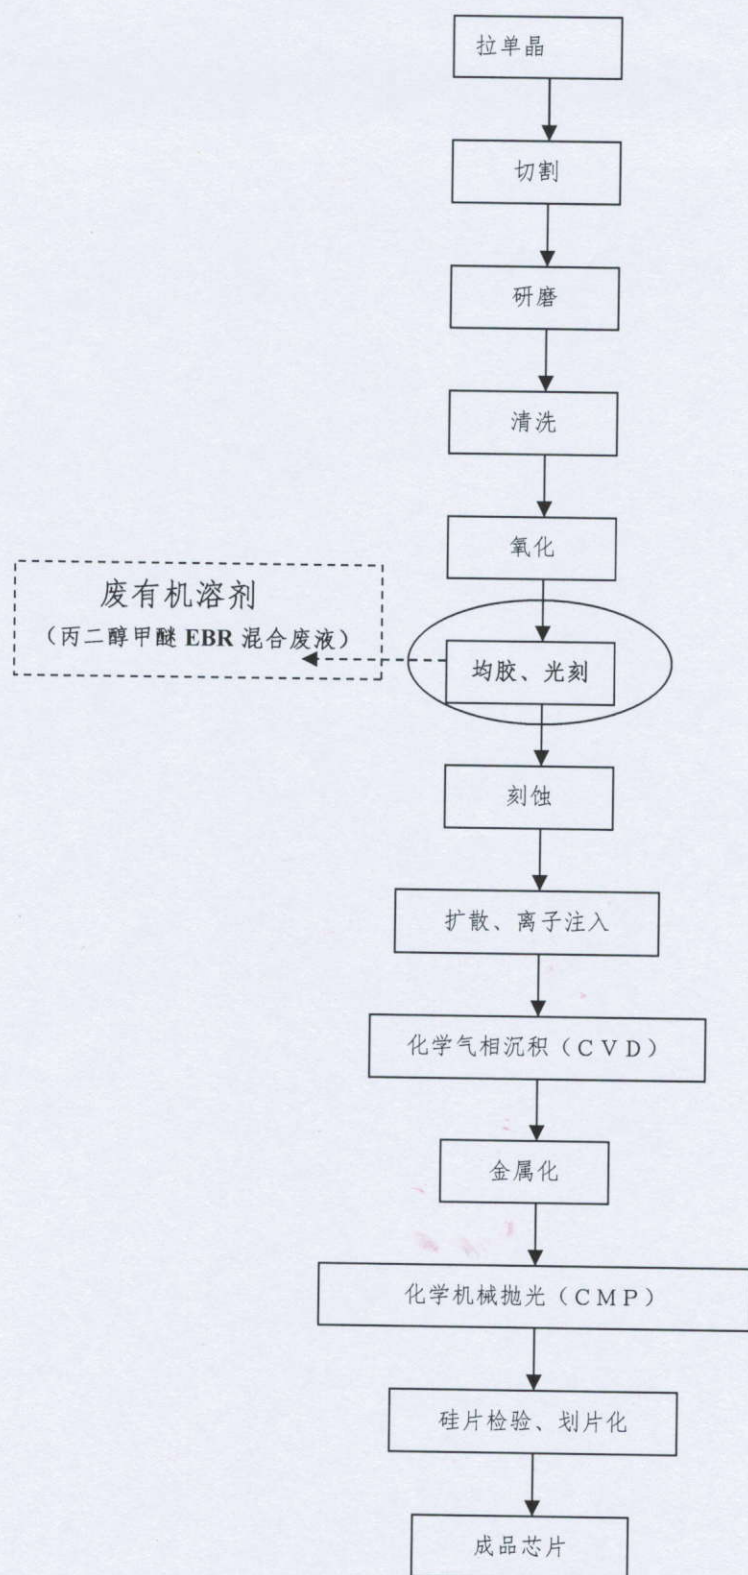 拉单晶
切割
研磨
清洗
氧化
废有机溶剂
（丙二醇甲醚 EBR 混合废液）
均胶、光刻
刻蚀
扩散、离子注入
化学气相沉积（CVD）
金属化
化学机械抛光（CMP）
硅片检验、划片化
成品芯片